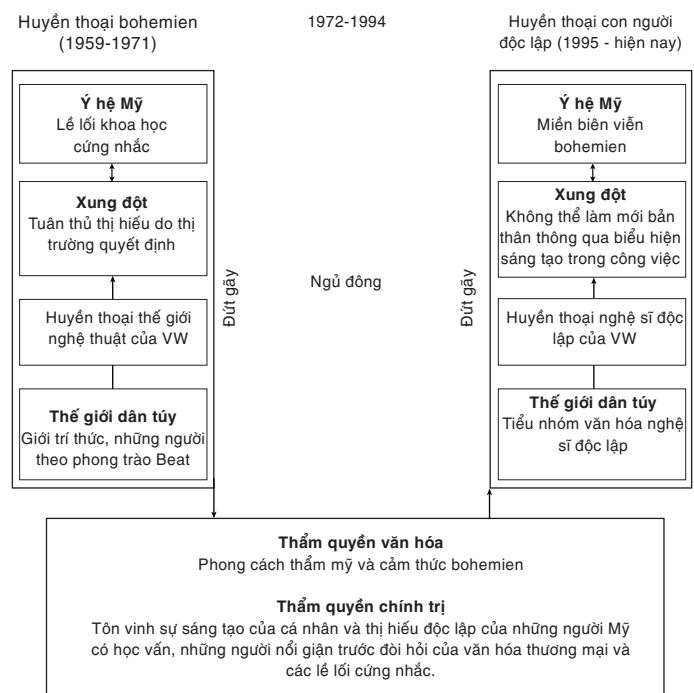 Huyền thoại bohemien
(1959-1971)
Ý hệ Mỹ
Lề lối khoa học
cứng nhắc
Xung đột
Tuân thủ thị hiếu do thị
trường quyết định
Huyền thoại thế giới
nghệ thuật của VW
Thế giới dân túy
Giới trí thức, những người
theo phong trào Beat
Đứt gãy
1972-1994
Ngủ đông
Đứt gãy
Huyền thoại con người
độc lập (1995 - hiện nay)
Ý hệ Mỹ
Miền biên viễn
bohemien
Xung đột
Không thể làm mới bản
thân thông qua biểu hiện
sáng tạo trong công việc
Huyền thoại nghệ sĩ độc
lập của VW
Thế giới dân túy
Tiểu nhóm văn hóa nghệ
sĩ độc lập
Thẩm quyền văn hóa
Phong cách thẩm mỹ và cảm thức bohemien
Thẩm quyền chính trị
Tôn vinh sự sáng tạo của cá nhân và thị hiếu độc lập của những người Mỹ
có học vấn, những người nổi giận trước đòi hỏi của văn hóa thương mại và
các lề lối cứng nhắc.